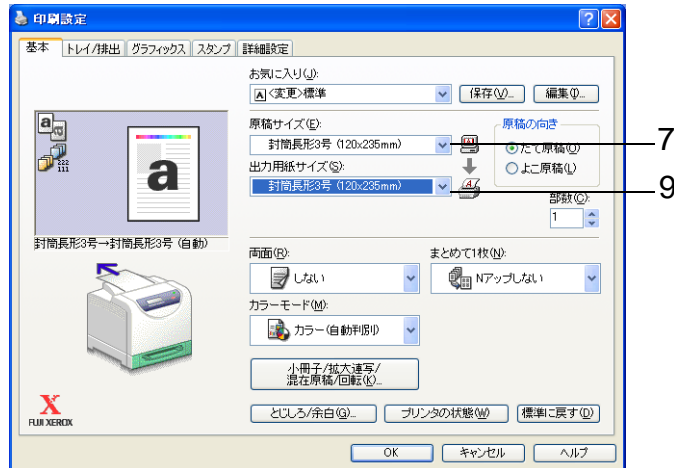 印刷設定
基本 トレイ/排出 グラフィックス スタンプ 詳細設定
お気に入り(J):
A <変更>標準 保存(V)... 編集(I)...
原稿サイズ(E):
封筒長形3号 (120x235mm)
原稿の向き
たて原稿(O)
よこ原稿(L)
7
出力用紙サイズ(S):
封筒長形3号 (120x235mm)
9
部数(C):
1
a a
222
111
a
封筒長形3号→封筒長形3号 (自動)
両面(R):
しない
まとめて1枚(N):
Nアップしない
カラーモード(M):
カラー(自動判別)
小冊子/拡大連写/
混在原稿/回転(K)...
とじしろ/余白(G)... プリンタの状態(W) 標準に戻す(D)
X
FUJI XEROX
OK キャンセル ヘルプ